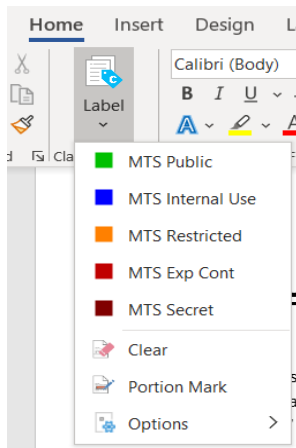 Home Insert Design
Calibri (Body)
Label
B I U
A
MTS Public
MTS Internal Use
MTS Restricted
MTS Exp Cont
MTS Secret
Clear
Portion Mark
Options